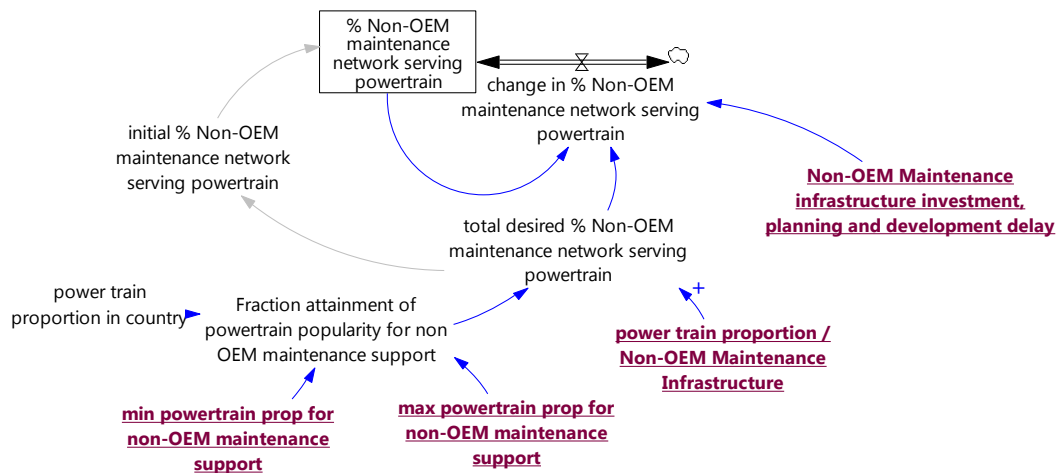 % Non-OEM
maintenance
network serving
powertrain
change in % Non-OEM
maintenance network serving
powertrain
initial % Non-OEM
maintenance network
serving powertrain
Non-OEM Maintenance
infrastructure investment,
planning and development delay
total desired % Non-OEM
maintenance network serving
powertrain
power train
proportion in country
Fraction attainment of
powertrain popularity for non
OEM maintenance support
+
power train proportion /
Non-OEM Maintenance
Infrastructure
min powertrain prop for
non-OEM maintenance
support
max powertrain prop for
non-OEM maintenance
support